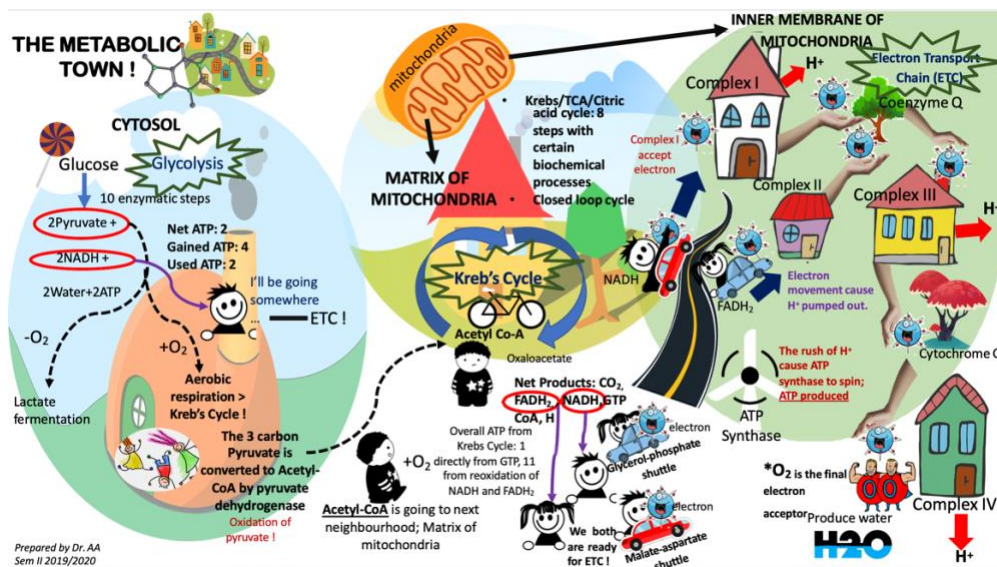 THE METABOLIC
TOWN !
CYTOSOL
Glucose
Glycolysis
10 enzymatic steps
2Pyruvate +
2NADH +
2Water+2ATP
Net ATP: 2
Gained ATP: 4
Used ATP: 2
I'll be going
somewhere
... ETC !
-O₂
+O₂
Lactate
fermentation
Aerobic
respiration >
Kreb's Cycle !
The 3 carbon
Pyruvate is
converted to Acetyl-
CoA by pyruvate
dehydrogenase
Oxidation of
pyruvate !
Prepared by Dr. AA
Sem II 2019/2020
mitochondria
MATRIX OF
MITOCHONDRIA
• Krebs/TCA/Citric
acid cycle: 8
steps with
certain
biochemical
processes
• Closed loop cycle
Kreb's Cycle
Acetyl Co-A
Oxaloacetate
Net Products: CO₂,
FADH₂, NADH,GTP
CoA, H
Overall ATP from
Krebs Cycle: 1
directly from GTP, 11
from reoxidation of
NADH and FADH₂
+O₂
Acetyl-CoA is going to next
neighbourhood; Matrix of
mitochondria
electron
Glycerol-phosphate
shuttle
electron
Malate-aspartate
shuttle
We both
are ready
for ETC !
INNER MEMBRANE OF
MITOCHONDRIA
Electron Transport
Chain (ETC)
Complex I
H⁺
Coenzyme Q
Complex I
accept
electron
NADH
FADH₂
Complex II
Complex III
H⁺
Electron
movement cause
H⁺ pumped out.
Cytochrome C
The rush of H⁺
cause ATP
synthase to spin;
ATP produced
ATP
Synthase
*O₂ is the final
electron
acceptor
OO
Produce water
H2O
Complex IV
H⁺